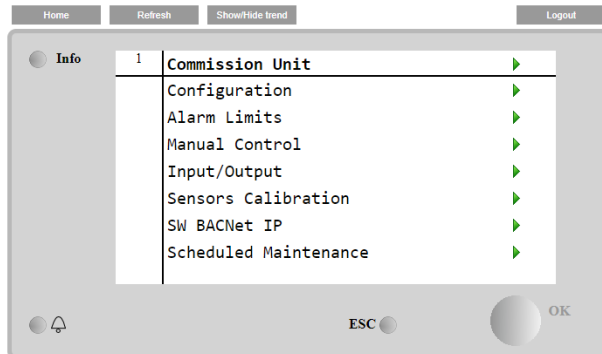 Home Refresh Show/Hide trend Logout
Info
1 Commission Unit
Configuration
Alarm Limits
Manual Control
Input/Output
Sensors Calibration
SW BACNet IP
Scheduled Maintenance
ESC OK